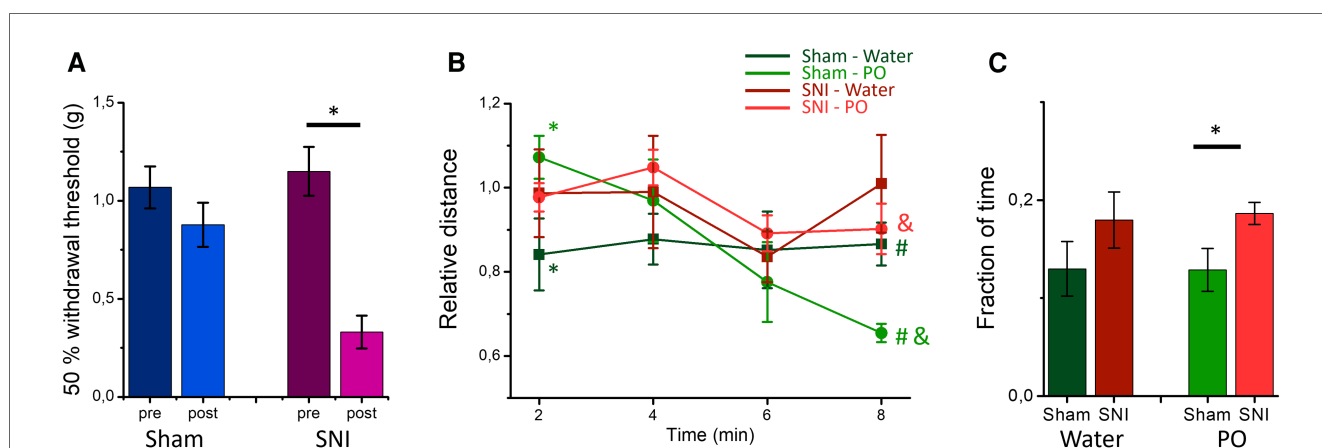 A
50 % withdrawal threshold (g)
1,5
1,0
0,5
0,0
*
pre
post
pre
post
Sham
SNI
B
Sham - Water
Sham - PO
SNI - Water
SNI - PO
Relative distance
1,2
1,0
0,8
0,6
*
*
&
#
# &
2
4
6
8
Time (min)
C
Fraction of time
0,2
0,0
*
Sham SNI
Sham SNI
Water
PO